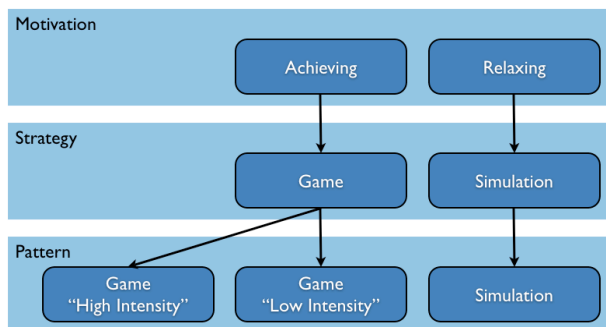 Motivation
Achieving
Relaxing
Strategy
Game
Simulation
Pattern
Game
“High Intensity”
Game
“Low Intensity”
Simulation